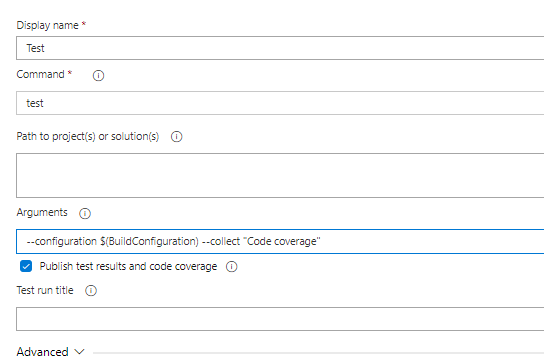 Display name *
Test
Command *
test
Path to project(s) or solution(s)
Arguments
--configuration $(BuildConfiguration) --collect "Code coverage"
Publish test results and code coverage
Test run title
Advanced